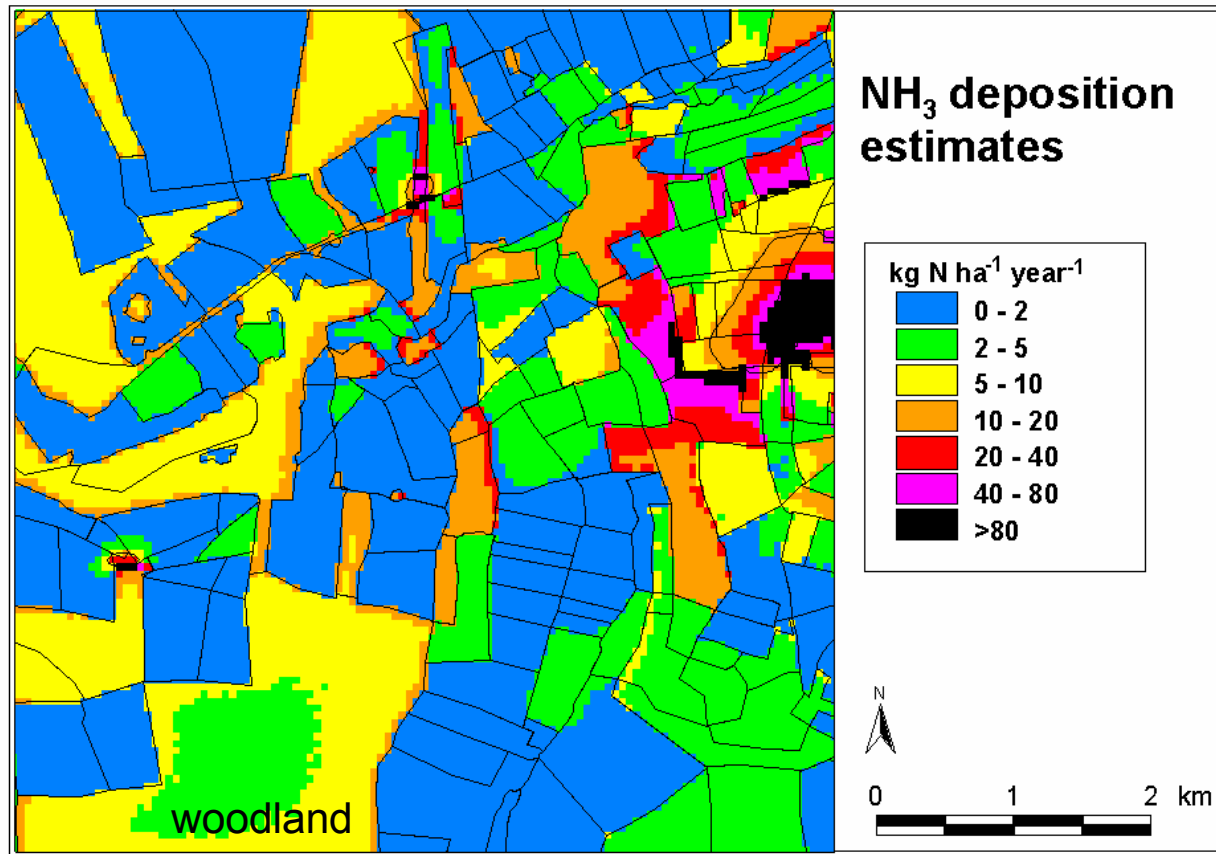 NH₃ deposition
estimates
kg N ha⁻¹ year⁻¹
0 - 2
2 - 5
5 - 10
10 - 20
20 - 40
40 - 80
>80
N
0 1 2 km
woodland